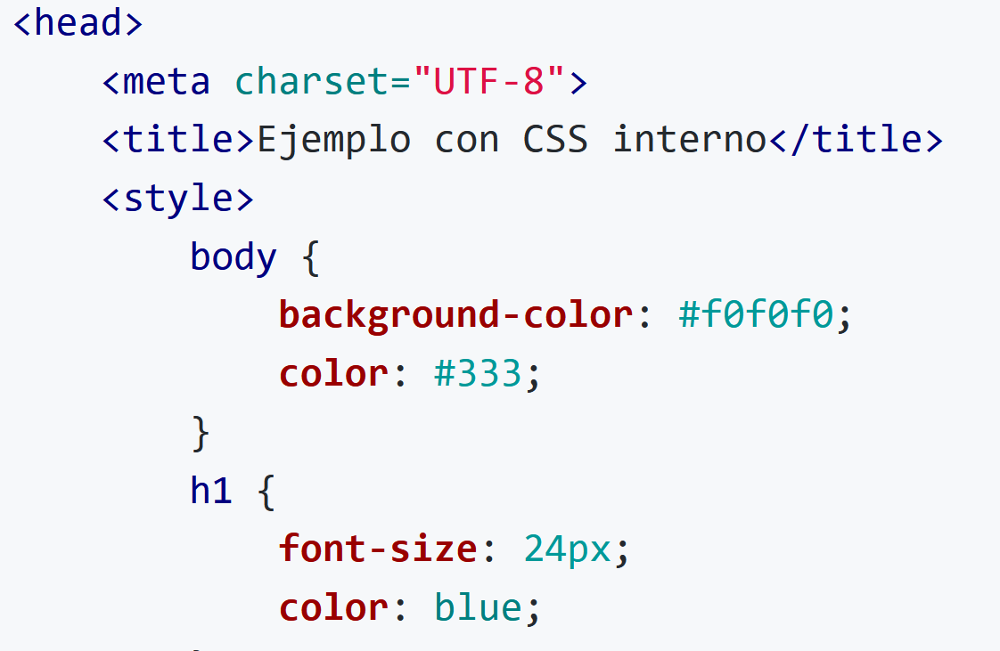 <head>
<meta charset="UTF-8">
<title>Ejemplo con CSS interno</title>
<style>
body {
background-color: #f0f0f0;
color: #333;
}
h1 {
font-size: 24px;
color: blue;